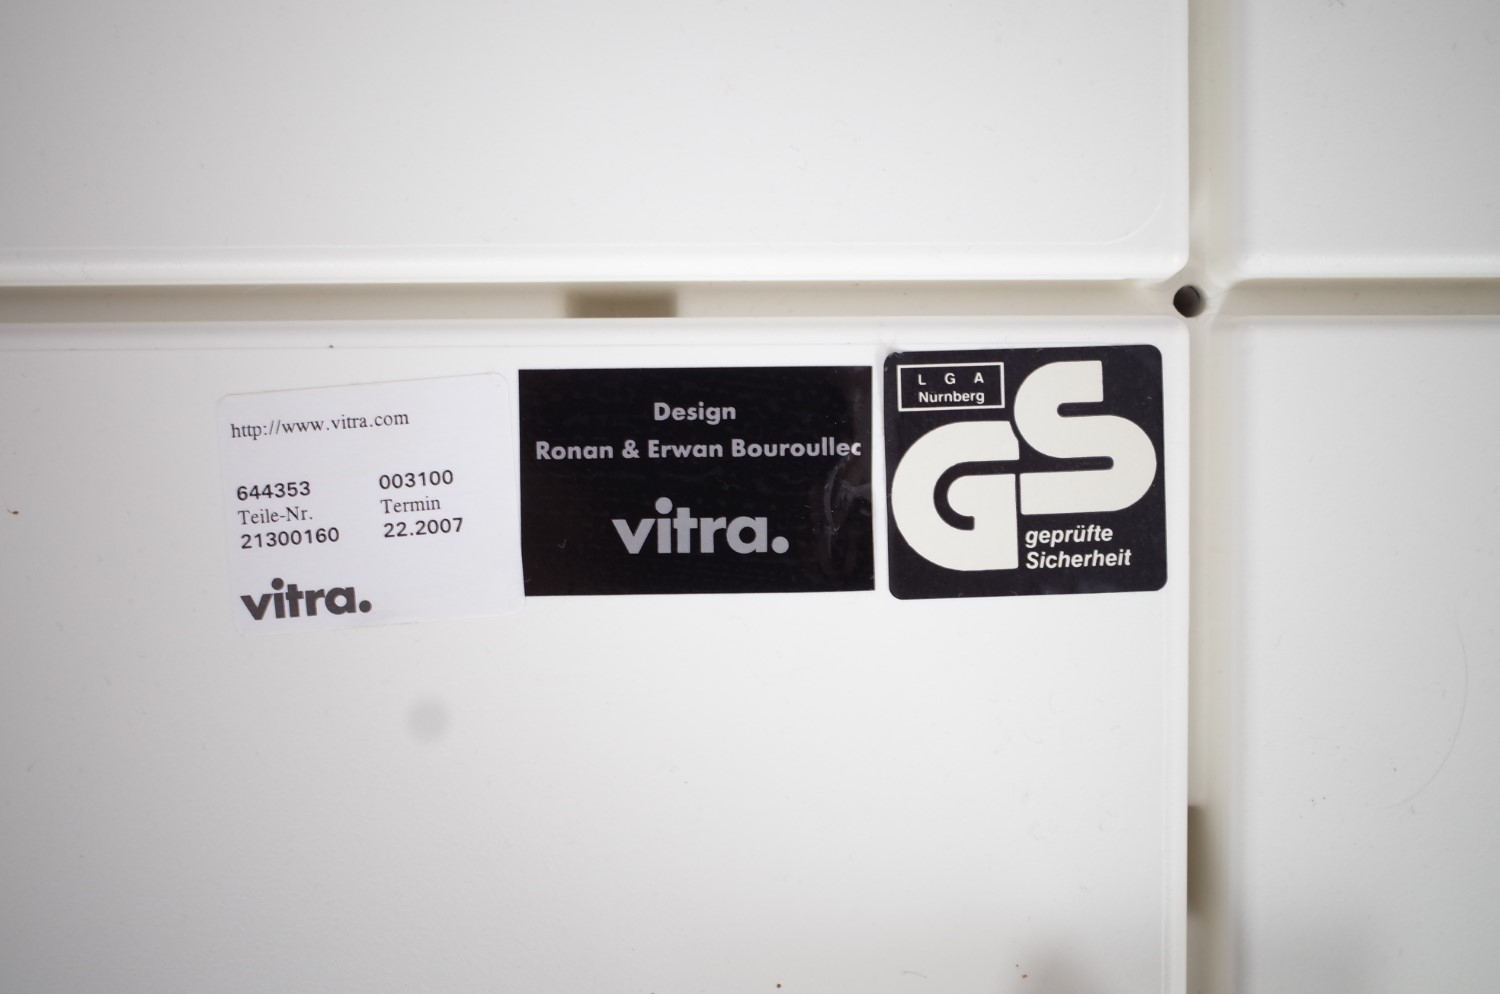 http://www.vitra.com
644353 003100
Teile-Nr. Termin
21300160 22.2007
vitra.
Design
Ronan & Erwan Bouroullec
vitra.
L G A
Nürnberg
GS
geprüfte
Sicherheit